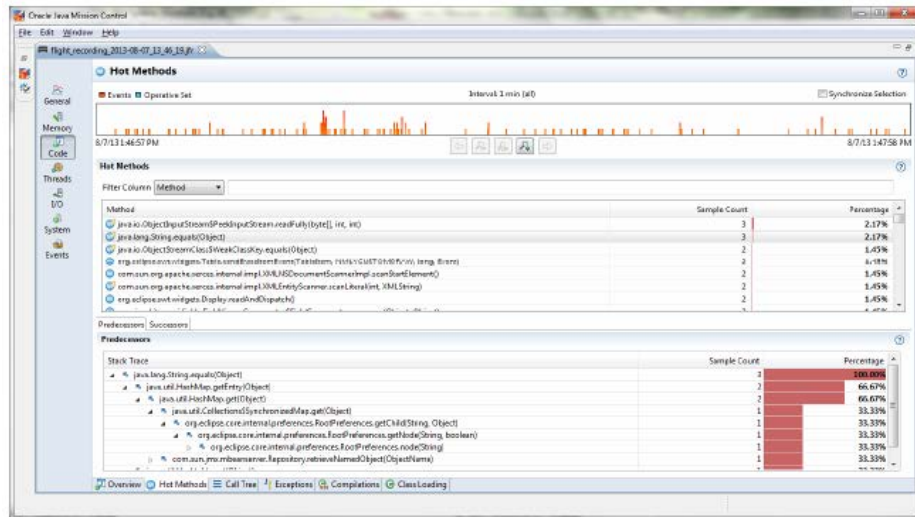 Oracle Java Mission Control
File Edit Window Help
flight_recording_2013-08-07_13_46_19.jfr
Hot Methods
Events Operative Set
Interval: 1 min (all)
Synchronize Selection
8/7/13 1:46:57 PM
8/7/13 1:47:58 PM
General
Memory
Code
Threads
I/O
System
Events
Hot Methods
Filter Column Method
Method Sample Count Percentage
java.io.ObjectInputStream$PeekInputStream.readFully(byte[], int, int) 3 2.17%
java.lang.String.equals(Object) 3 2.17%
java.io.ObjectStreamClass$WeakClassKey.equals(Object) 2 1.45%
org.eclipse.swt.widgets.Tree.sendEraseItemEvent(TableItem, NMTVCUSTOMDRAW, long, Event) 2 1.45%
com.sun.org.apache.xerces.internal.impl.XMLNSDocumentScannerImpl.scanStartElement() 2 1.45%
com.sun.org.apache.xerces.internal.impl.XMLEntityScanner.scanLiteral(int, XMLString) 2 1.45%
org.eclipse.swt.widgets.Display.readAndDispatch() 2 1.45%
Predecessors Successors
Predecessors
Stack Trace Sample Count Percentage
java.lang.String.equals(Object) 3 100.00%
java.util.HashMap.getEntry(Object) 2 66.67%
java.util.HashMap.get(Object) 2 66.67%
java.util.Collections$SynchronizedMap.get(Object) 1 33.33%
org.eclipse.core.internal.preferences.RootPreferences.getChild(String, Object) 1 33.33%
org.eclipse.core.internal.preferences.RootPreferences.getNode(String, boolean) 1 33.33%
org.eclipse.core.internal.preferences.RootPreferences.node(String) 1 33.33%
com.sun.jmx.mbeanserver.Repository.retrieveNamedObject(ObjectName) 1 33.33%
Overview Hot Methods Call Tree Exceptions Compilations Class Loading